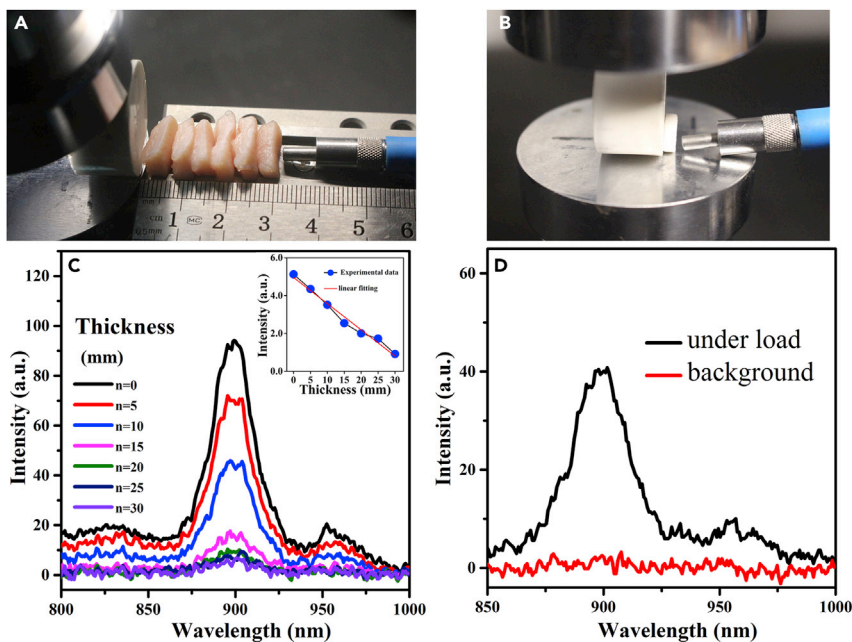 A
B
cm
0.5mm
MC
1 2 3 4 5 6
C
Thickness
(mm)
n=0
n=5
n=10
n=15
n=20
n=25
n=30
Intensity (a.u.)
120
100
80
60
40
20
0
800 850 900 950 1000
Wavelength (nm)
Experimental data
linear fitting
Intensity (a.u.)
6.0
4.0
2.0
0.0
0 5 10 15 20 25 30
Thickness (mm)
D
under load
background
Intensity (a.u.)
60
40
20
0
850 900 950 1000
Wavelength (nm)